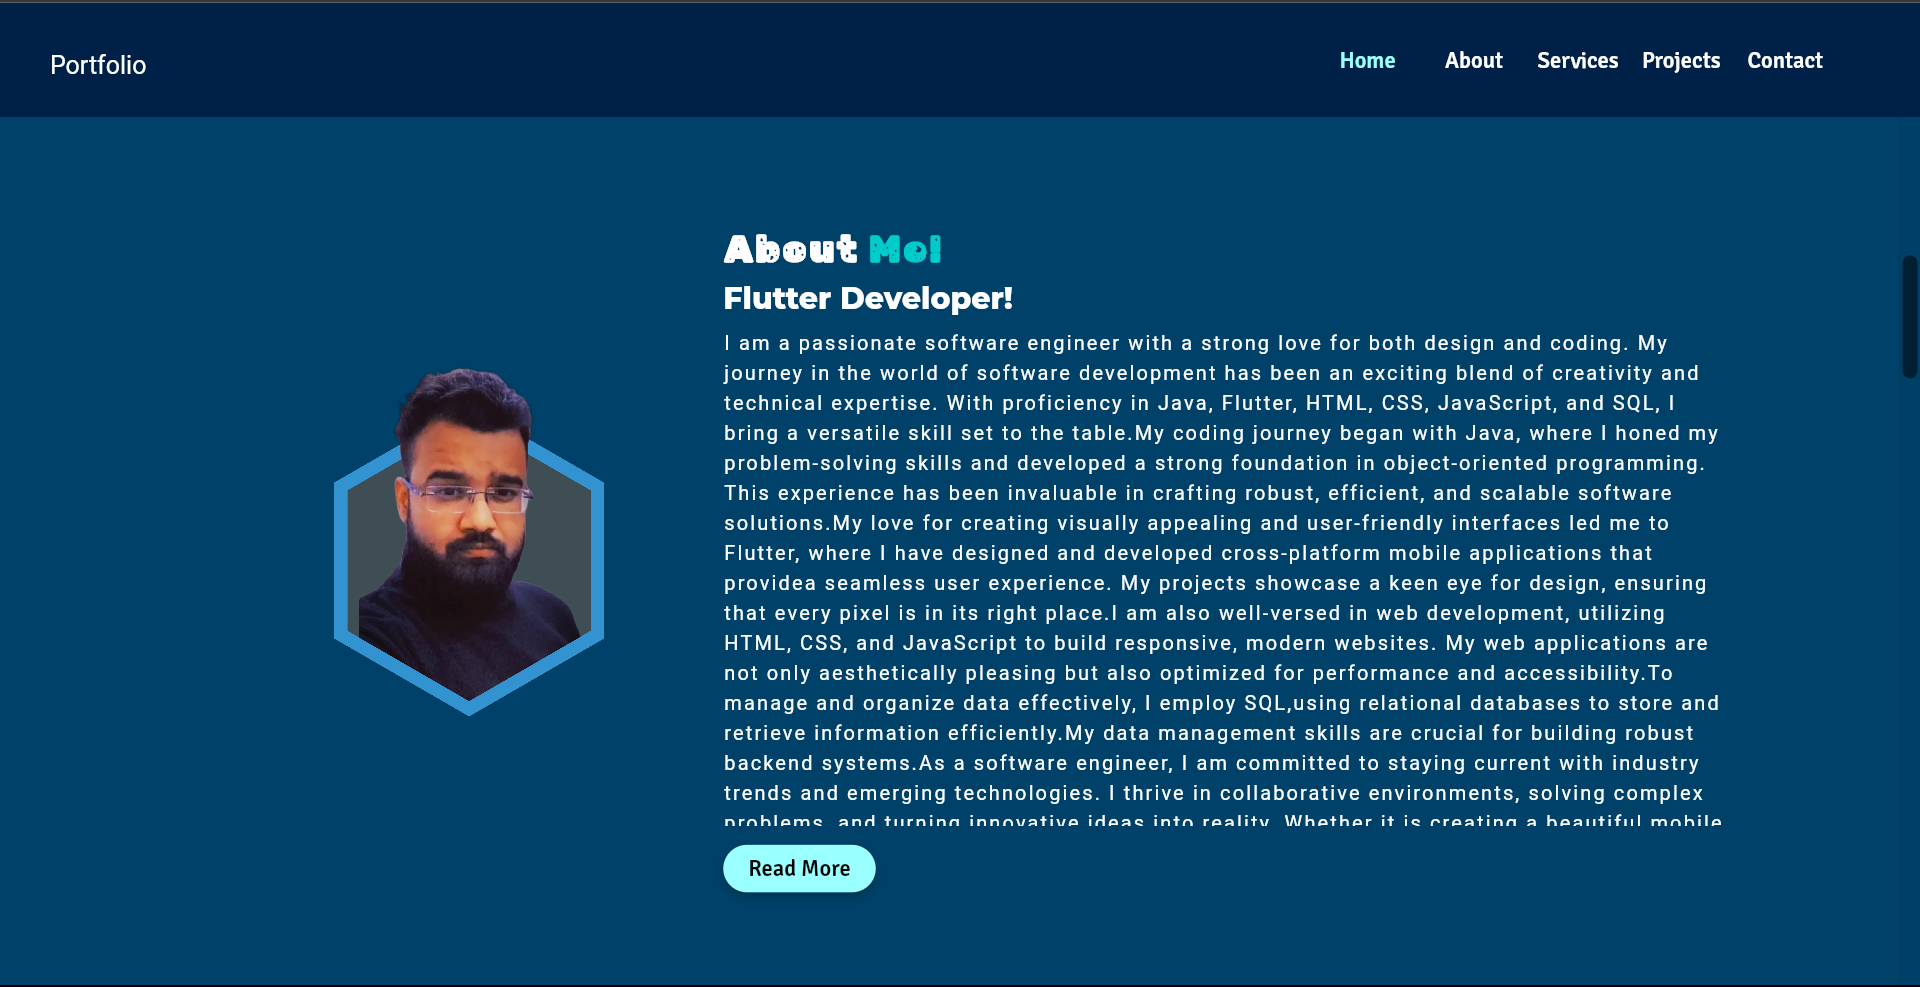 Portfolio
Home About Services Projects Contact
About Me!
Flutter Developer!
I am a passionate software engineer with a strong love for both design and coding. My
journey in the world of software development has been an exciting blend of creativity and
technical expertise. With proficiency in Java, Flutter, HTML, CSS, JavaScript, and SQL, I
bring a versatile skill set to the table.My coding journey began with Java, where I honed my
problem-solving skills and developed a strong foundation in object-oriented programming.
This experience has been invaluable in crafting robust, efficient, and scalable software
solutions.My love for creating visually appealing and user-friendly interfaces led me to
Flutter, where I have designed and developed cross-platform mobile applications that
providea seamless user experience. My projects showcase a keen eye for design, ensuring
that every pixel is in its right place.I am also well-versed in web development, utilizing
HTML, CSS, and JavaScript to build responsive, modern websites. My web applications are
not only aesthetically pleasing but also optimized for performance and accessibility.To
manage and organize data effectively, I employ SQL,using relational databases to store and
retrieve information efficiently.My data management skills are crucial for building robust
backend systems.As a software engineer, I am committed to staying current with industry
trends and emerging technologies. I thrive in collaborative environments, solving complex
problems, and turning innovative ideas into reality. Whether it is creating a beautiful mobile
Read More